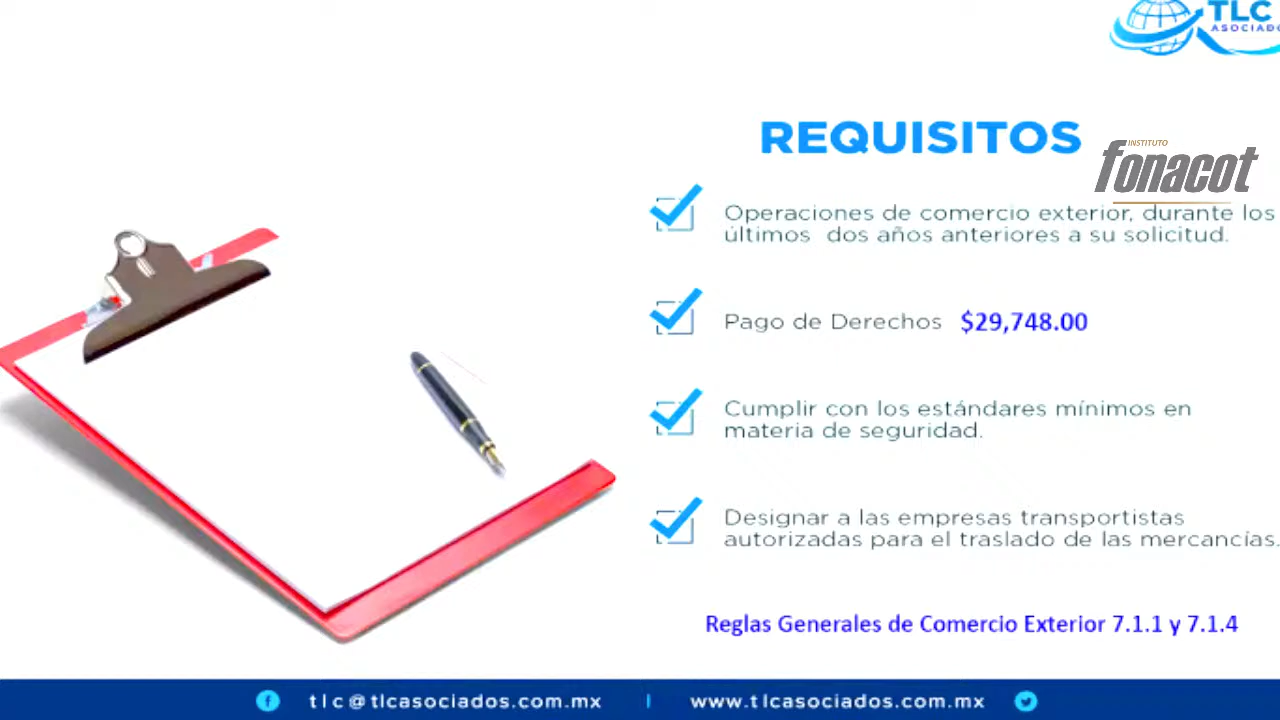 TLC
ASOCIADO
REQUISITOS
INSTITUTO
fonacot
Operaciones de comercio exterior, durante los
últimos dos años anteriores a su solicitud.
Pago de Derechos $29,748.00
Cumplir con los estándares mínimos en
materia de seguridad.
Designar a las empresas transportistas
autorizadas para el traslado de las mercancías.
Reglas Generales de Comercio Exterior 7.1.1 y 7.1.4
tlc@tlcasociados.com.mx | www.tlcasociados.com.mx